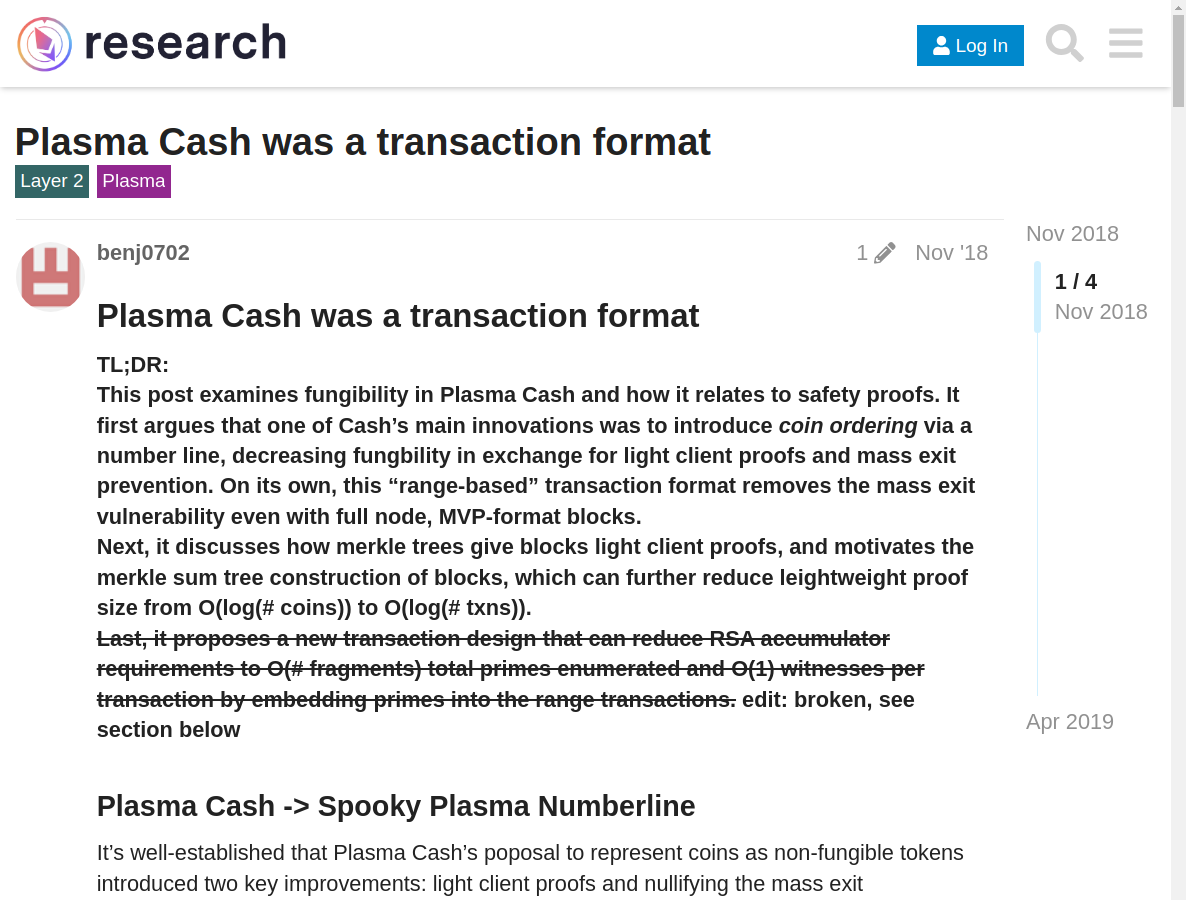 research
Log In
Plasma Cash was a transaction format
Layer 2 Plasma
benj0702
1
Nov '18
Nov 2018
1 / 4
Nov 2018
Apr 2019
Plasma Cash was a transaction format
TL;DR:
This post examines fungibility in Plasma Cash and how it relates to safety proofs. It
first argues that one of Cash’s main innovations was to introduce coin ordering via a
number line, decreasing fungbility in exchange for light client proofs and mass exit
prevention. On its own, this “range-based” transaction format removes the mass exit
vulnerability even with full node, MVP-format blocks.
Next, it discusses how merkle trees give blocks light client proofs, and motivates the
merkle sum tree construction of blocks, which can further reduce leightweight proof
size from O(log(# coins)) to O(log(# txns)).
Last, it proposes a new transaction design that can reduce RSA accumulator
requirements to O(# fragments) total primes enumerated and O(1) witnesses per
transaction by embedding primes into the range transactions. edit: broken, see
section below
Plasma Cash -> Spooky Plasma Numberline
It’s well-established that Plasma Cash’s poposal to represent coins as non-fungible tokens
introduced two key improvements: light client proofs and nullifying the mass exit